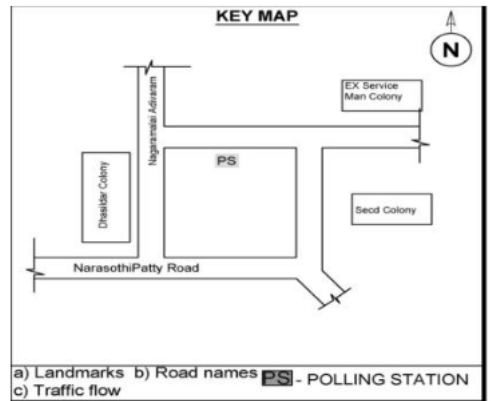 KEY MAP
N
EX Service
Man Colony
Nagaramalai Adivaram
PS
Dhasildar Colony
Secd Colony
NarasothiPatty Road
a) Landmarks b) Road names PS - POLLING STATION
c) Traffic flow